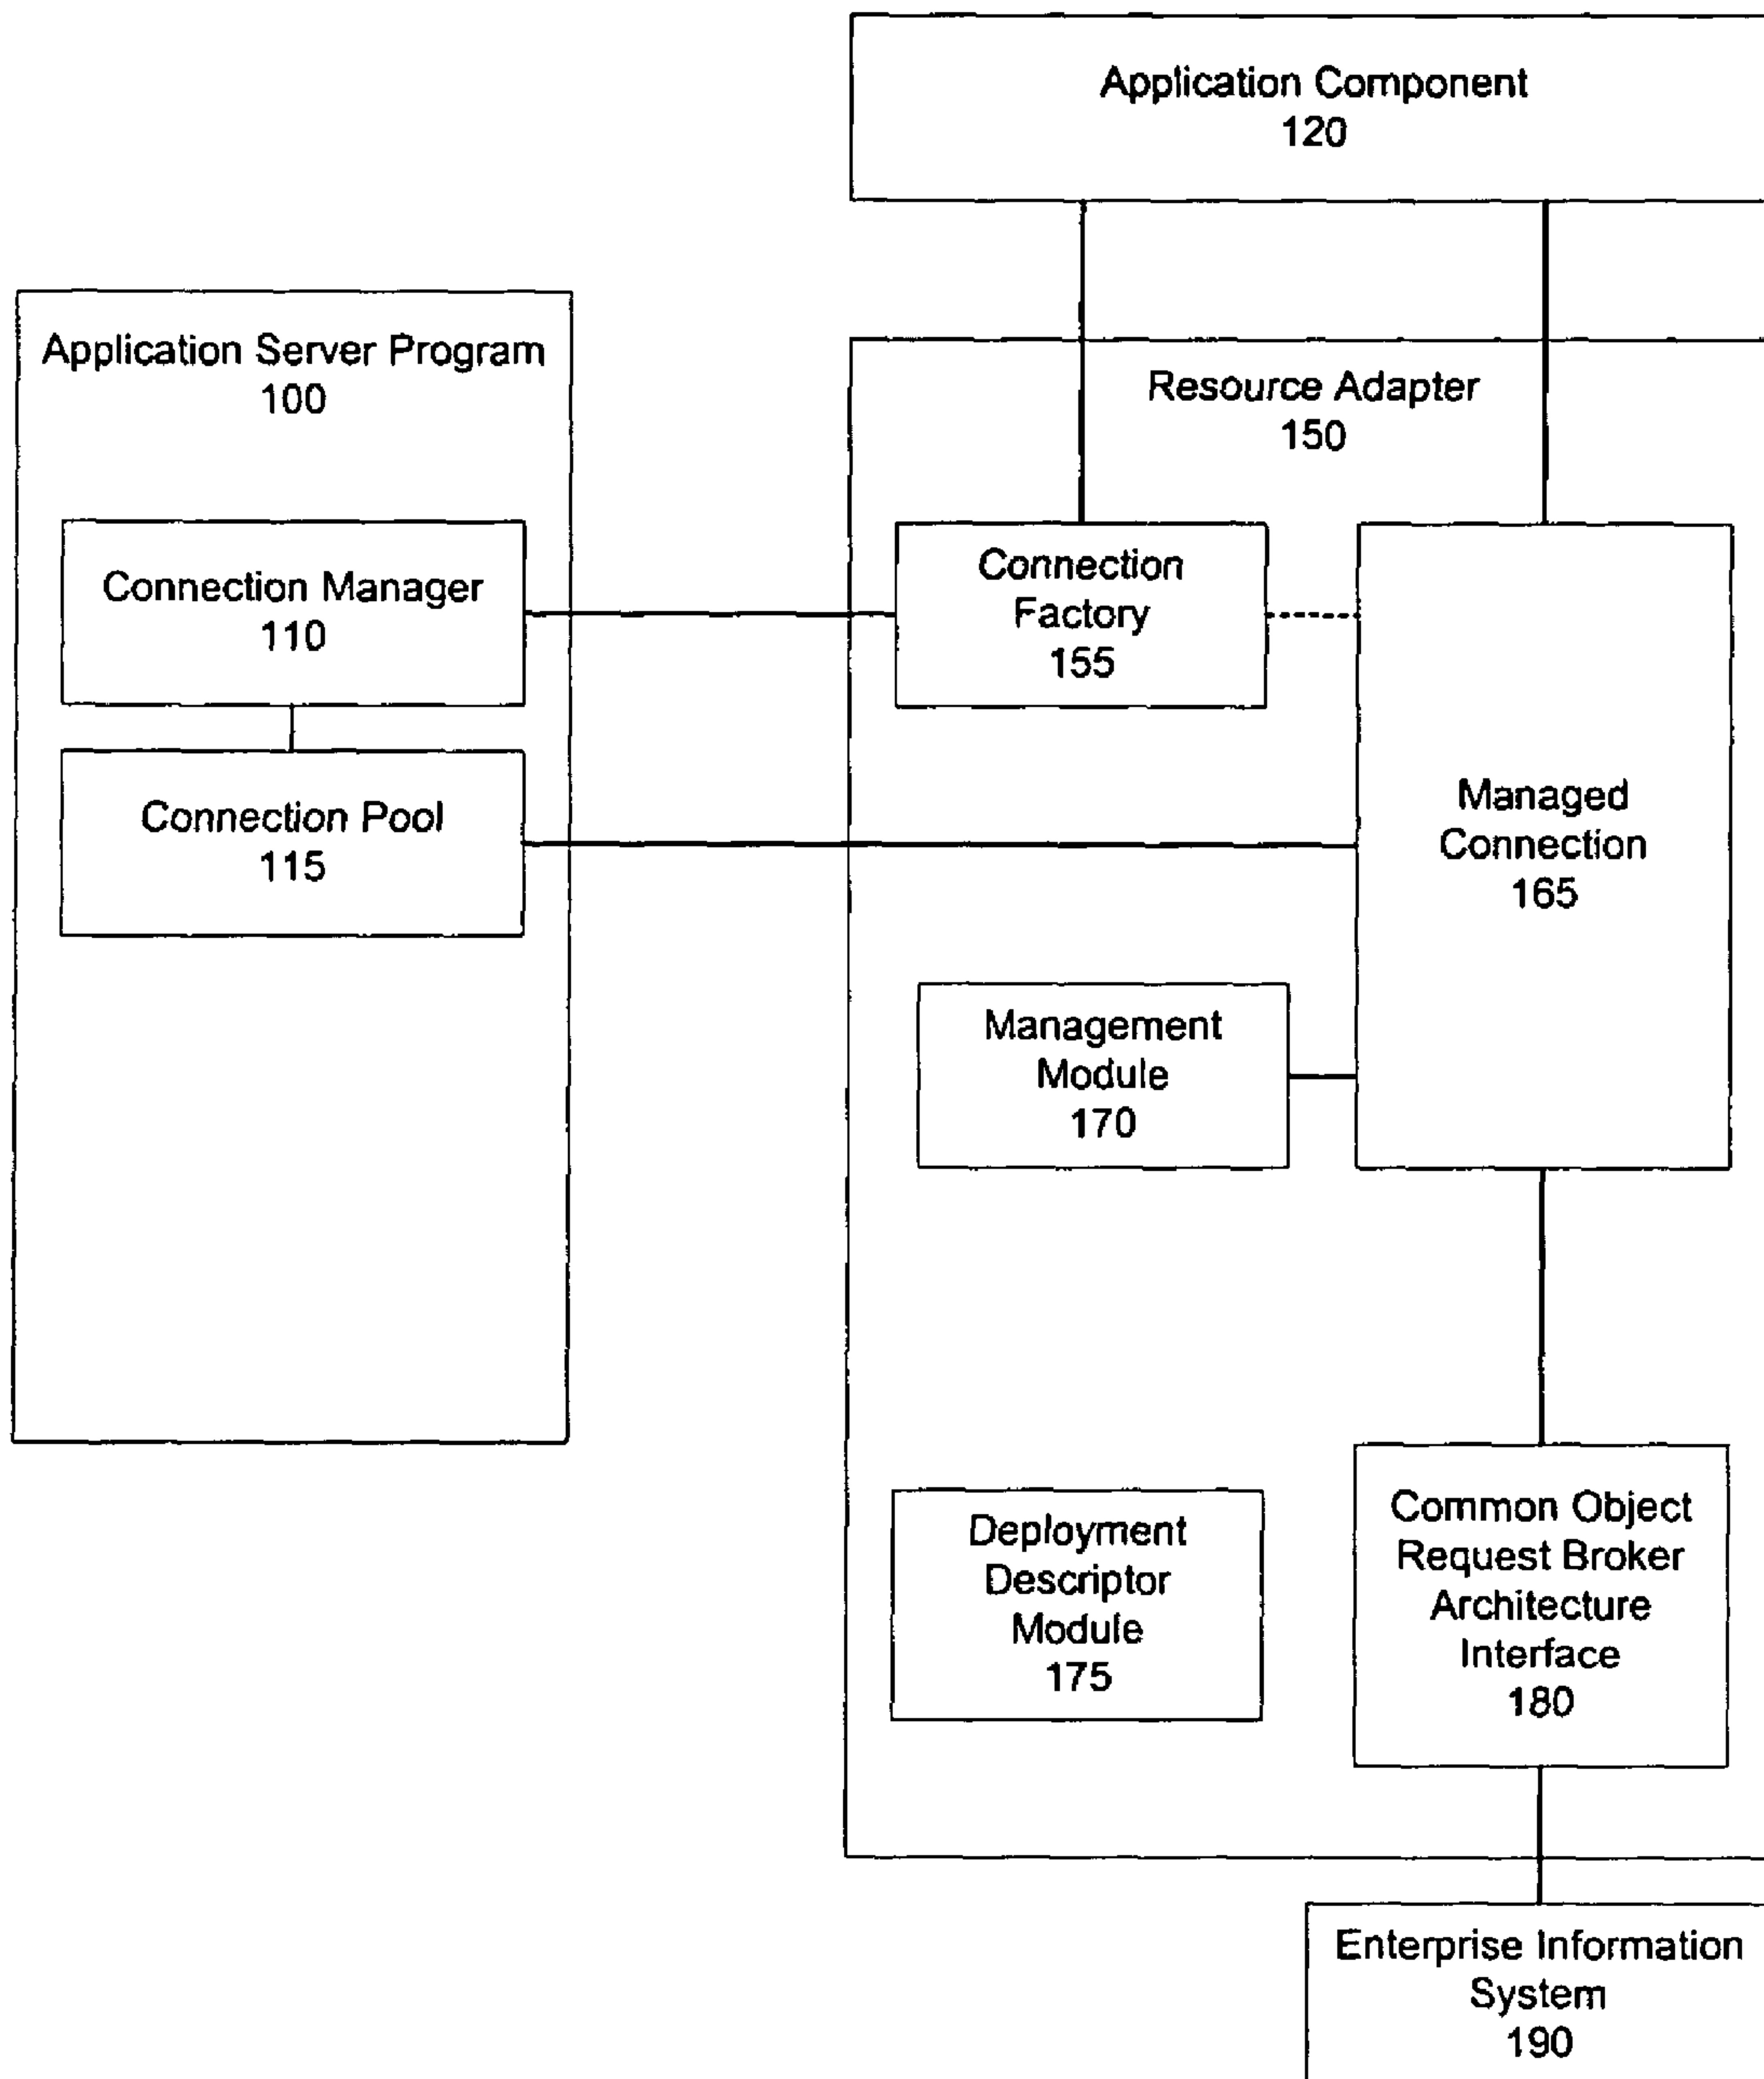 Application Component
120
Application Server Program
100
Resource Adapter
150
Connection Manager
110
Connection
Factory
155
Connection Pool
115
Managed
Connection
165
Management
Module
170
Deployment
Descriptor
Module
175
Common Object
Request Broker
Architecture
Interface
180
Enterprise Information
System
190